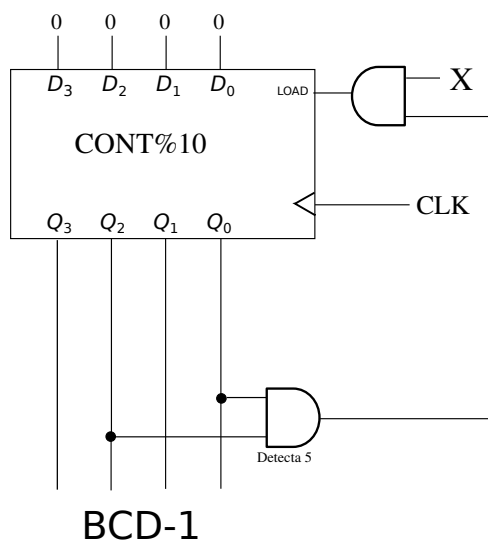 0 0 0 0
D3 D2 D1 D0
LOAD
X
CONT%10
CLK
Q3 Q2 Q1 Q0
Detecta 5
BCD-1